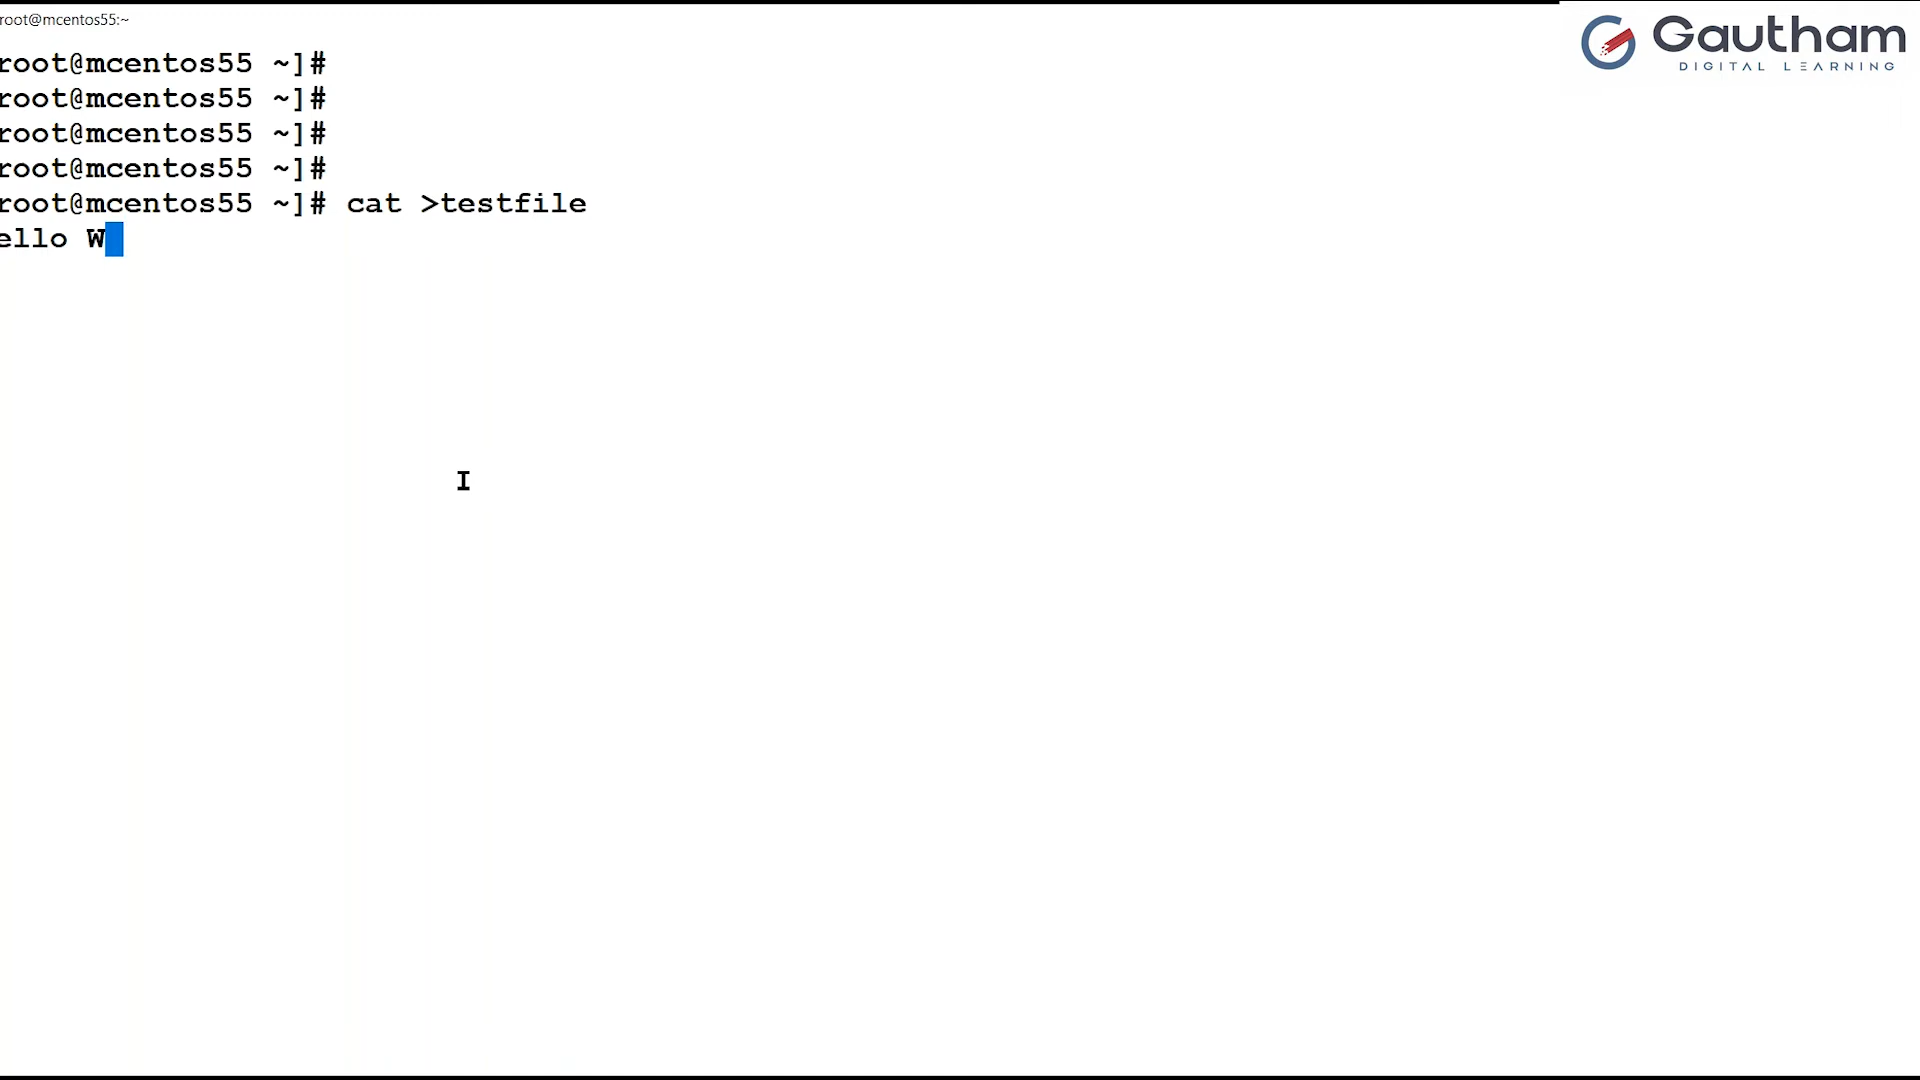 root@mcentos55:~
Gautham
DIGITAL LEARNING
root@mcentos55 ~]#
root@mcentos55 ~]#
root@mcentos55 ~]#
root@mcentos55 ~]#
root@mcentos55 ~]# cat >testfile
ello W